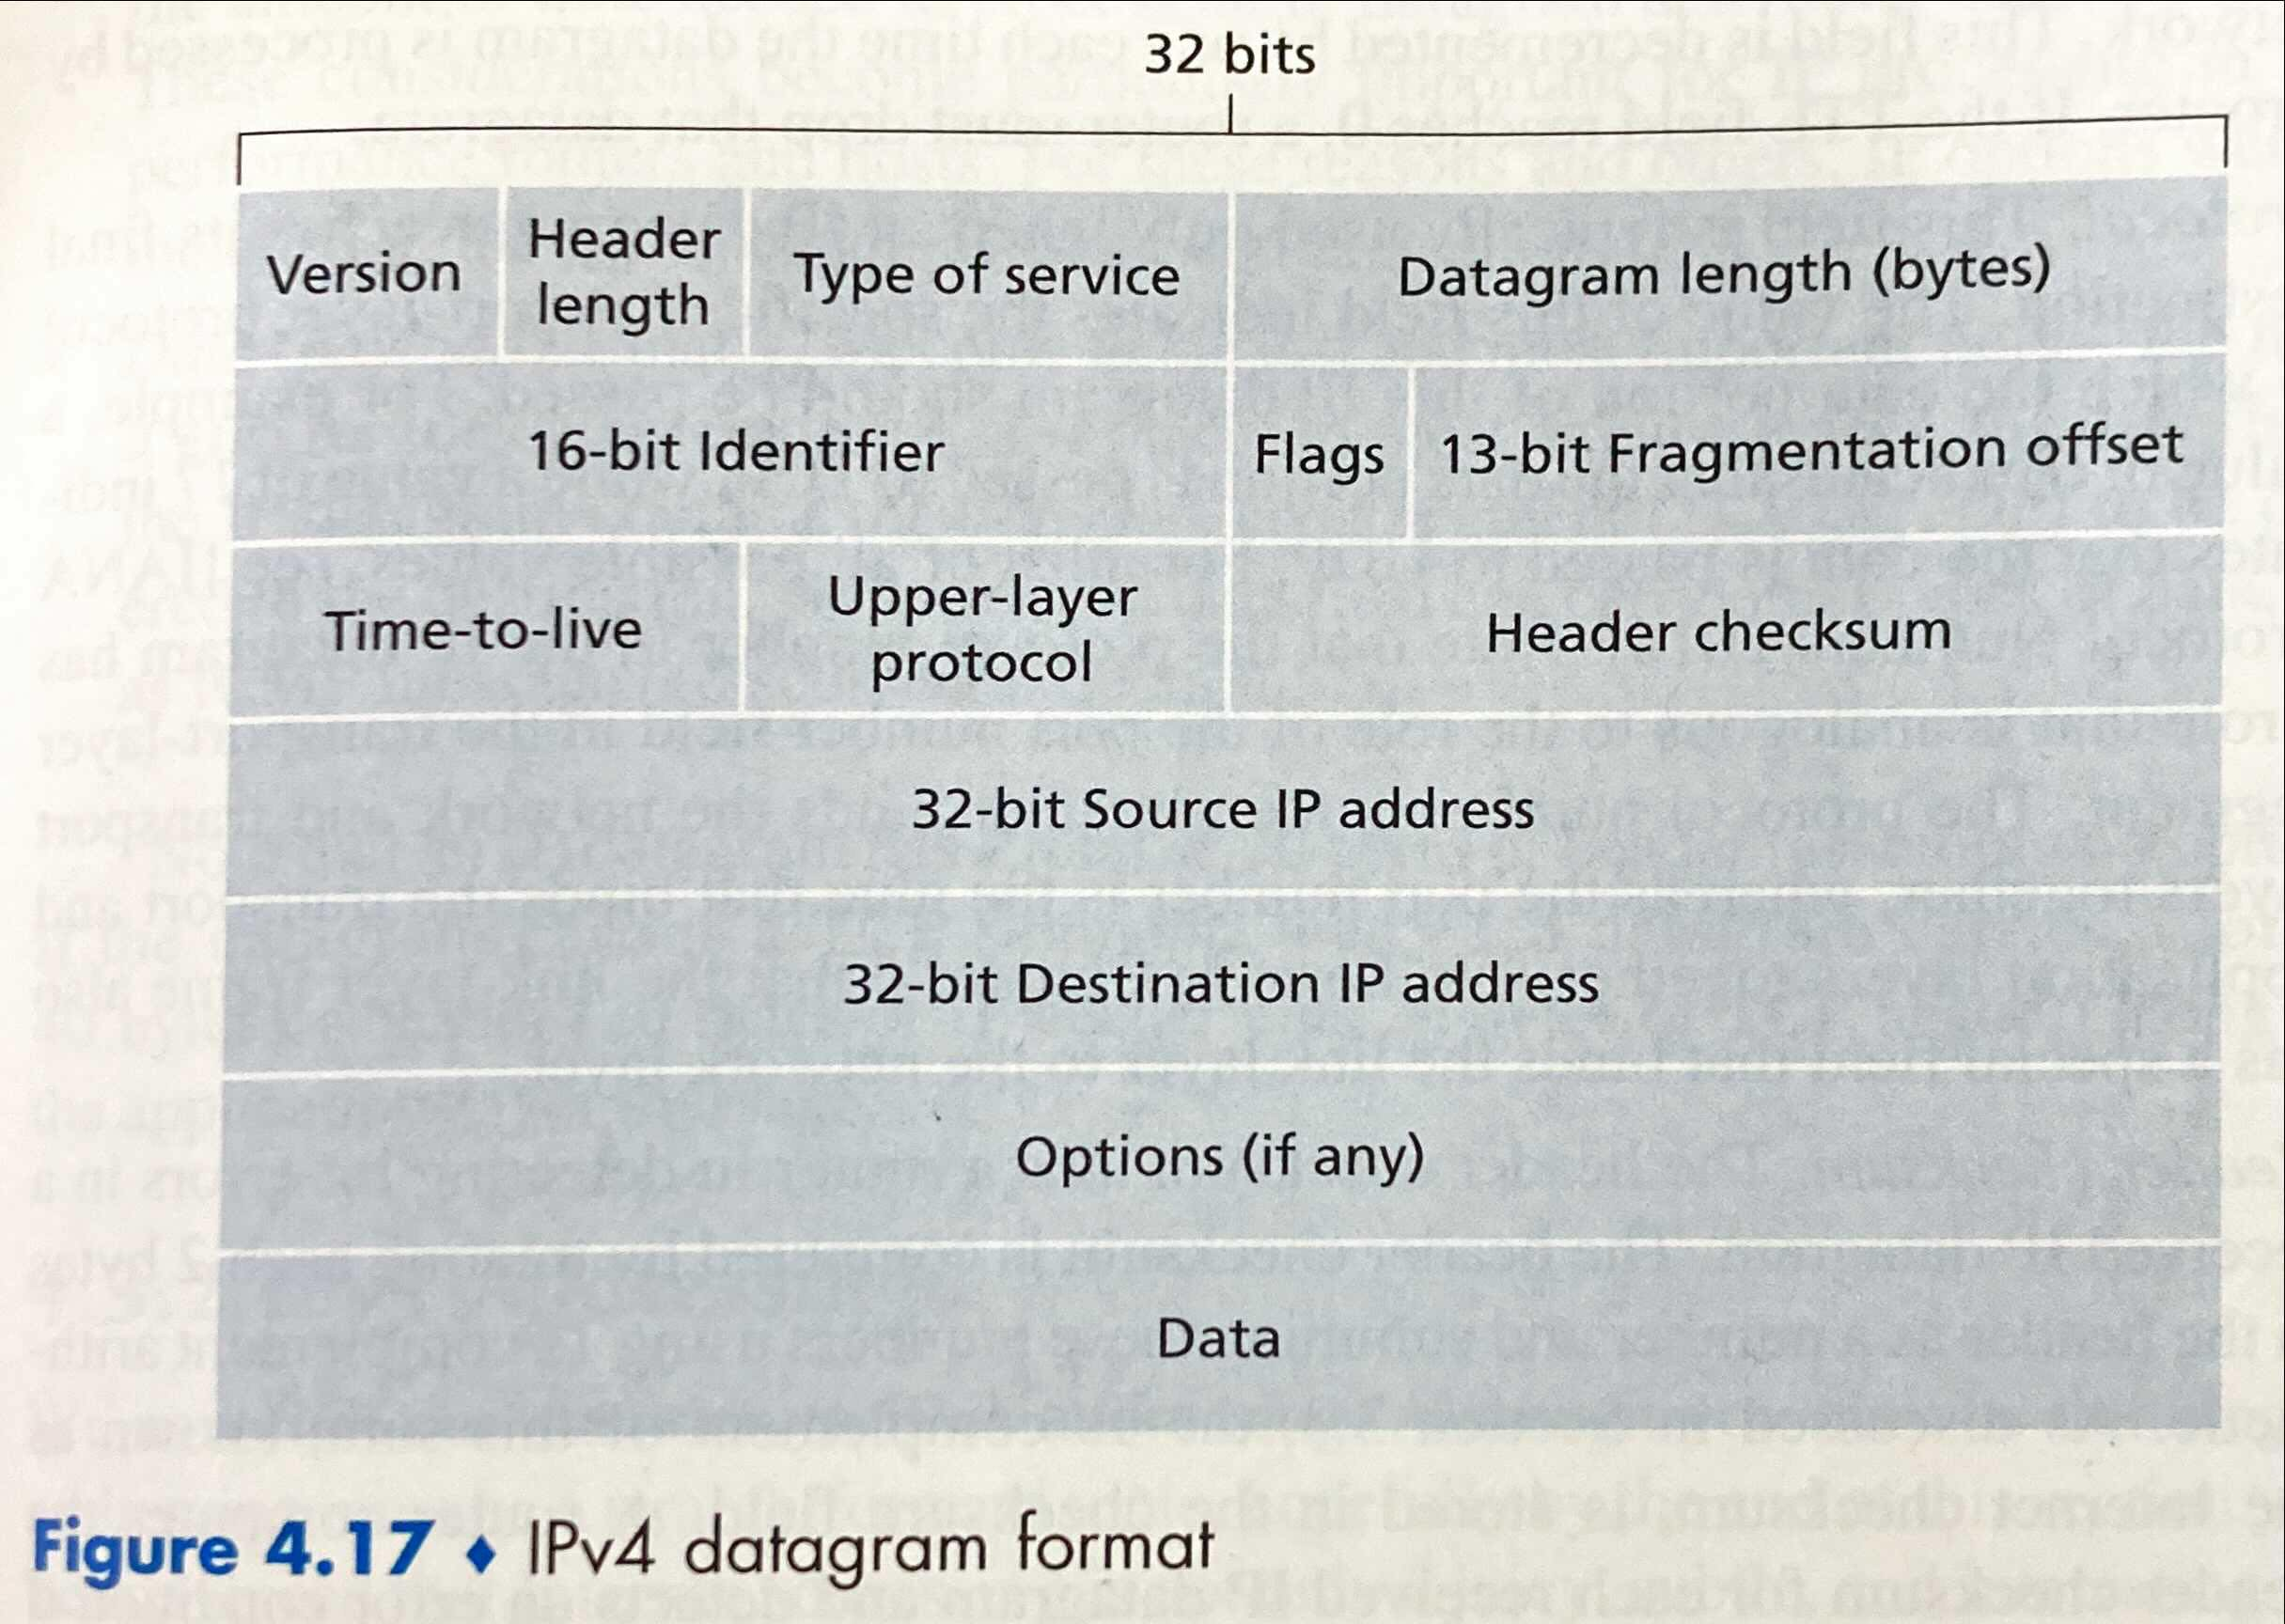 32 bits
Version
Header
length
Type of service
Datagram length (bytes)
16-bit Identifier
Flags
13-bit Fragmentation offset
Time-to-live
Upper-layer
protocol
Header checksum
32-bit Source IP address
32-bit Destination IP address
Options (if any)
Data
Figure 4.17 ♦ IPv4 datagram format